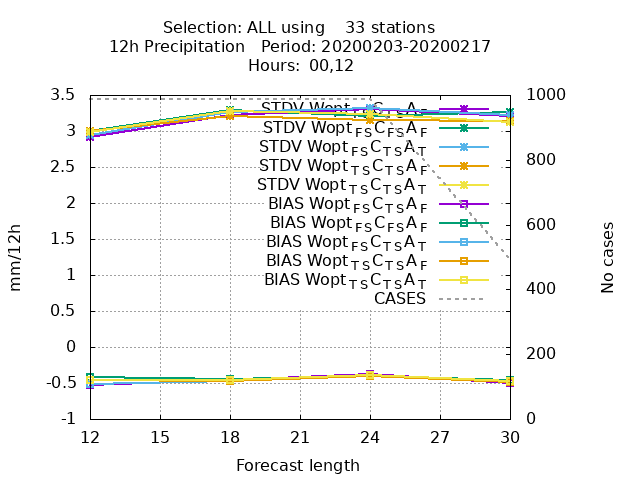 Selection: ALL using 33 stations
12h Precipitation Period: 20200203-20200217
Hours: 00,12
3.5
3
2.5
2
1.5
1
0.5
0
-0.5
-1
mm/12h
1000
800
600
400
200
0
No cases
STDV Wopt FS C TS A F
STDV Wopt FS C FS A F
STDV Wopt FS C TS A T
STDV Wopt TS C TS A F
STDV Wopt TS C TS A T
BIAS Wopt FS C TS A F
BIAS Wopt FS C FS A F
BIAS Wopt FS C TS A T
BIAS Wopt TS C TS A F
BIAS Wopt TS C TS A T
CASES
12 15 18 21 24 27 30
Forecast length